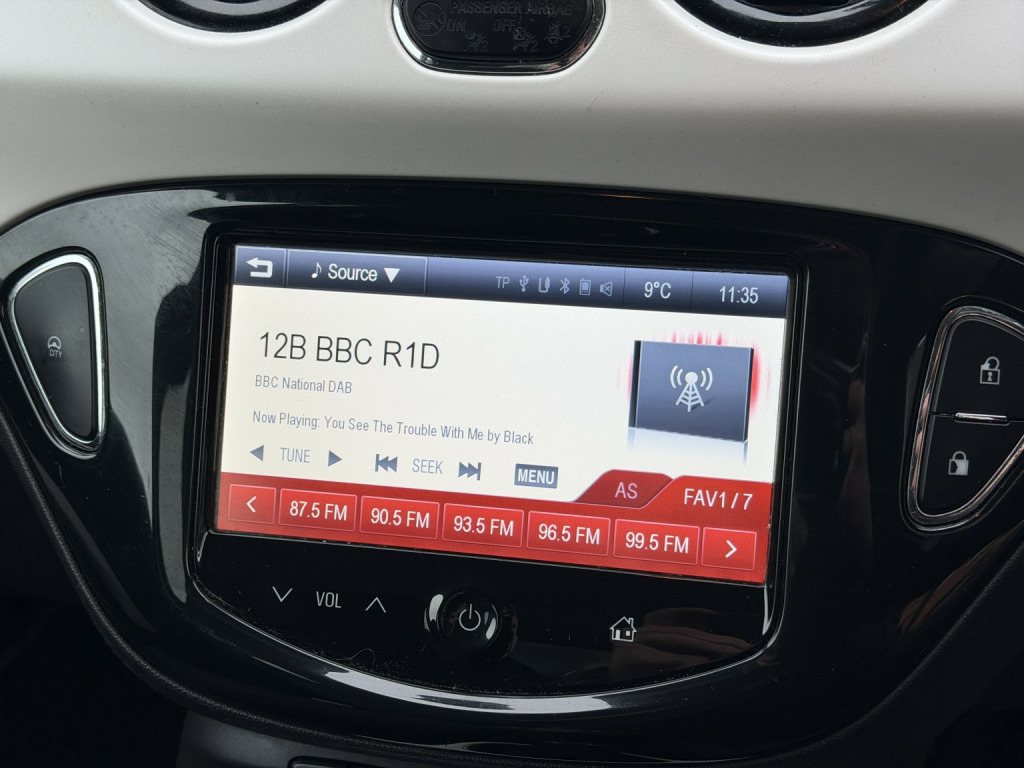 PASSENGER AIRBAG
ON OFF
Source
TP
9°C
11:35
12B BBC R1D
BBC National DAB
Now Playing: You See The Trouble With Me by Black
TUNE
SEEK
MENU
AS
FAV1 / 7
87.5 FM
90.5 FM
93.5 FM
96.5 FM
99.5 FM
VOL
CITY